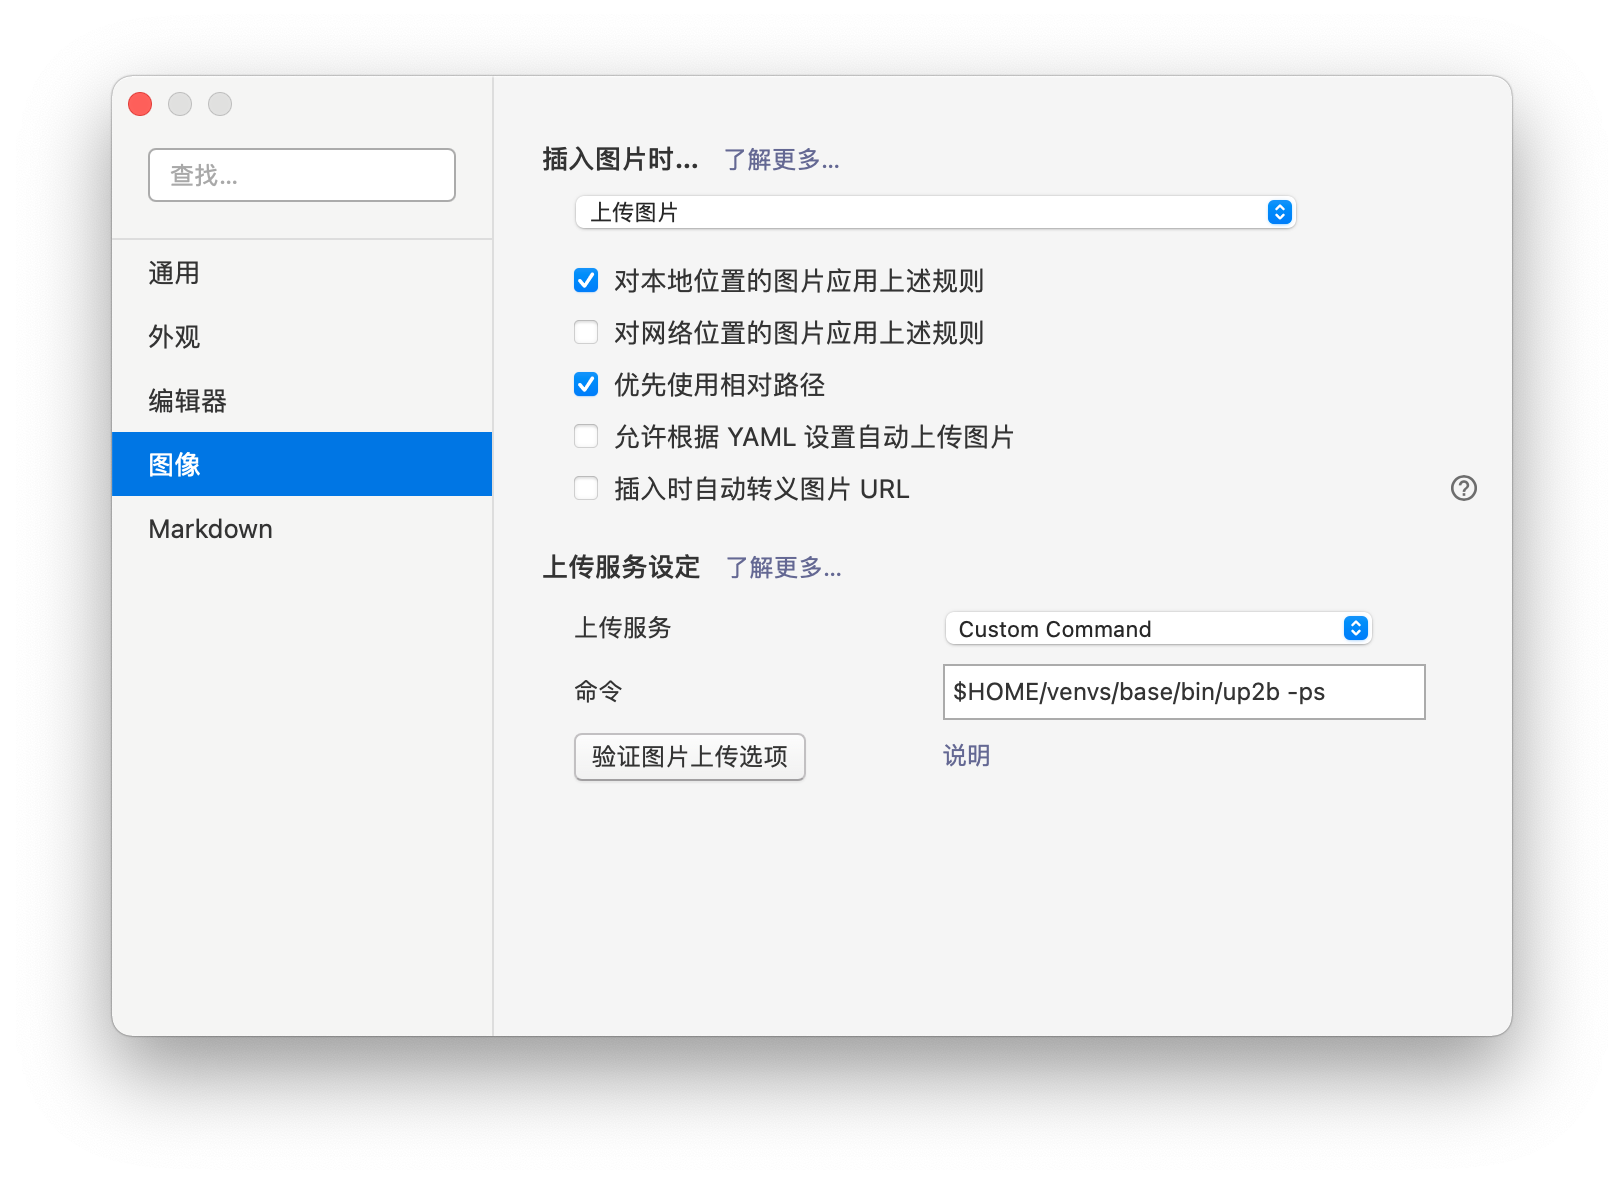 查找...
通用
外观
编辑器
图像
Markdown
插入图片时... 了解更多...
上传图片
对本地位置的图片应用上述规则
对网络位置的图片应用上述规则
优先使用相对路径
允许根据 YAML 设置自动上传图片
插入时自动转义图片 URL
上传服务设定 了解更多...
上传服务 Custom Command
命令 $HOME/venvs/base/bin/up2b -ps
验证图片上传选项 说明